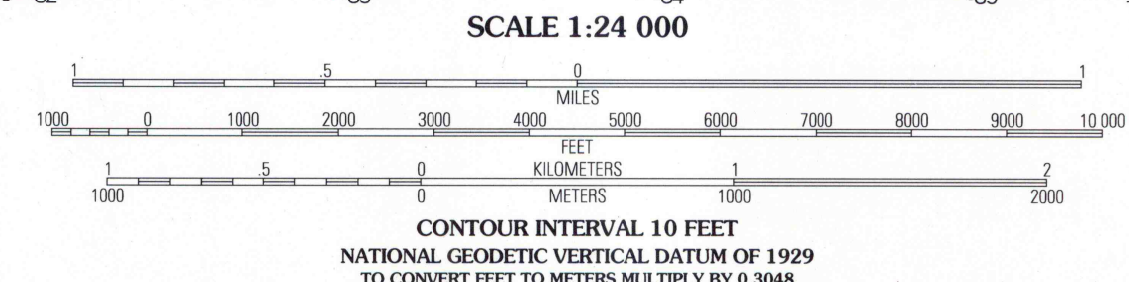 SCALE 1:24 000
1 .5 0 1
MILES
1000 0 1000 2000 3000 4000 5000 6000 7000 8000 9000 10 000
FEET
1 .5 0 KILOMETERS 1 2
1000 0 METERS 1000 2000
CONTOUR INTERVAL 10 FEET
NATIONAL GEODETIC VERTICAL DATUM OF 1929
TO CONVERT FEET TO METERS MULTIPLY BY 0.3048